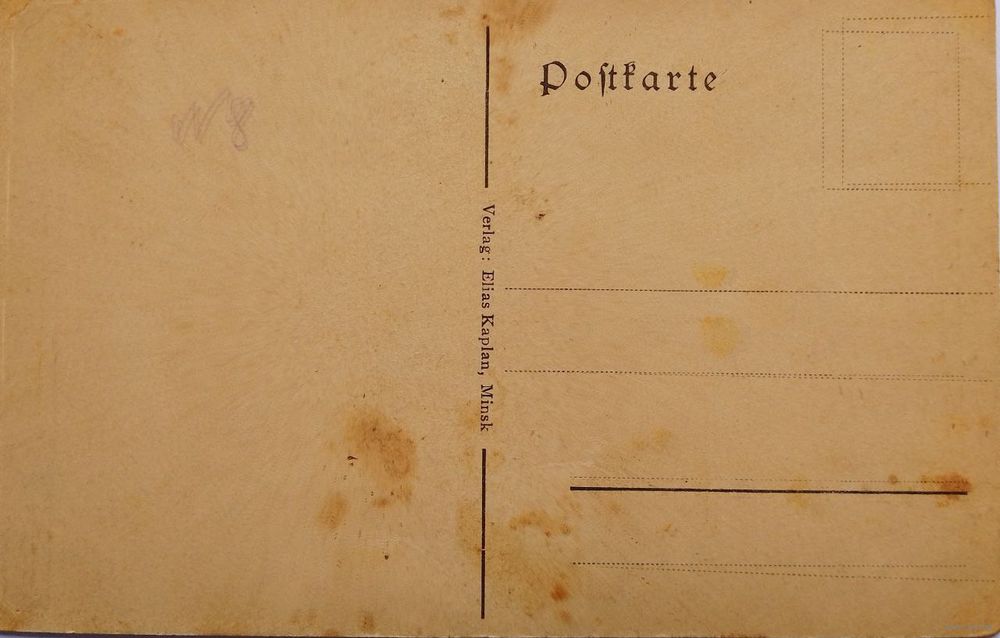 Poſtkarte
Verlag: Elias Kaplan, Minsk